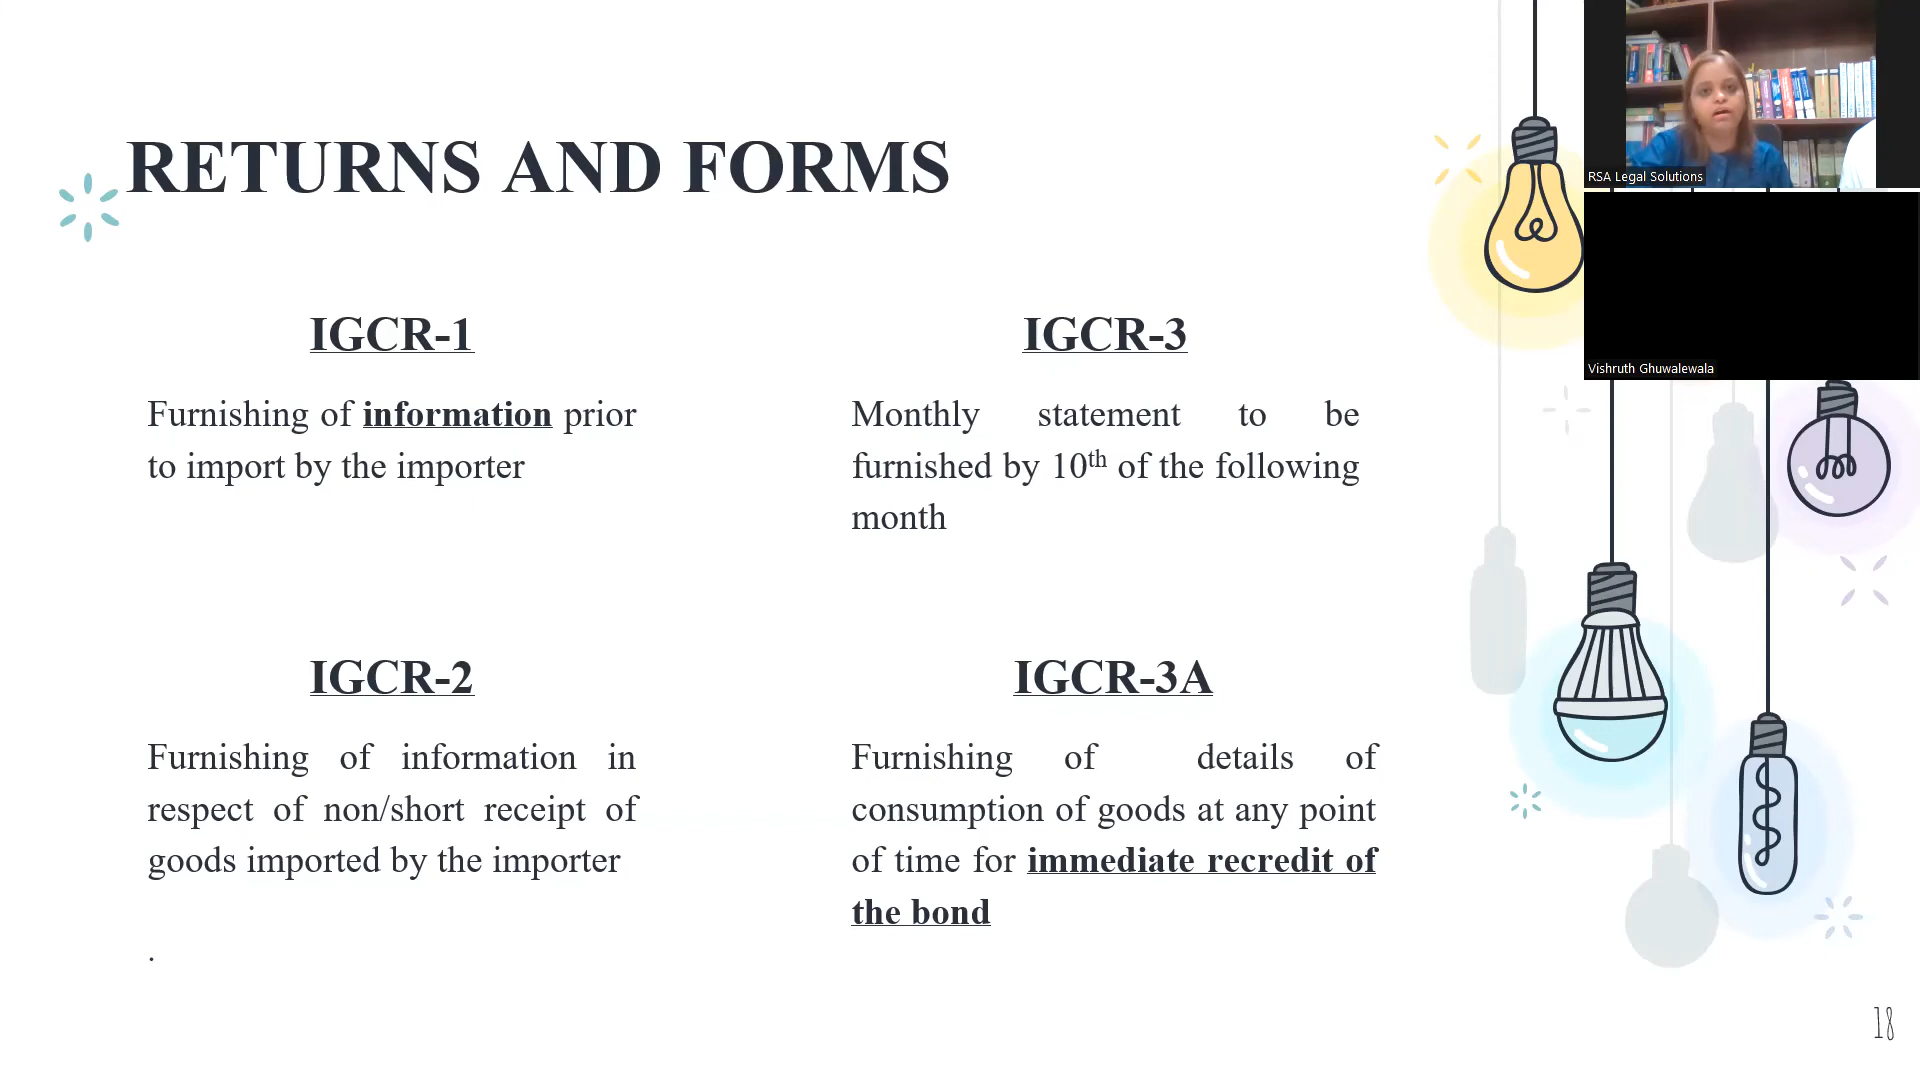 RETURNS AND FORMS
IGCR-1
Furnishing of information prior
to import by the importer
IGCR-3
Monthly statement to be
furnished by 10th of the following
month
IGCR-2
Furnishing of information in
respect of non/short receipt of
goods imported by the importer
.
IGCR-3A
Furnishing of details of
consumption of goods at any point
of time for immediate recredit of
the bond
RSA Legal Solutions
Vishruth Ghuwalewala
18